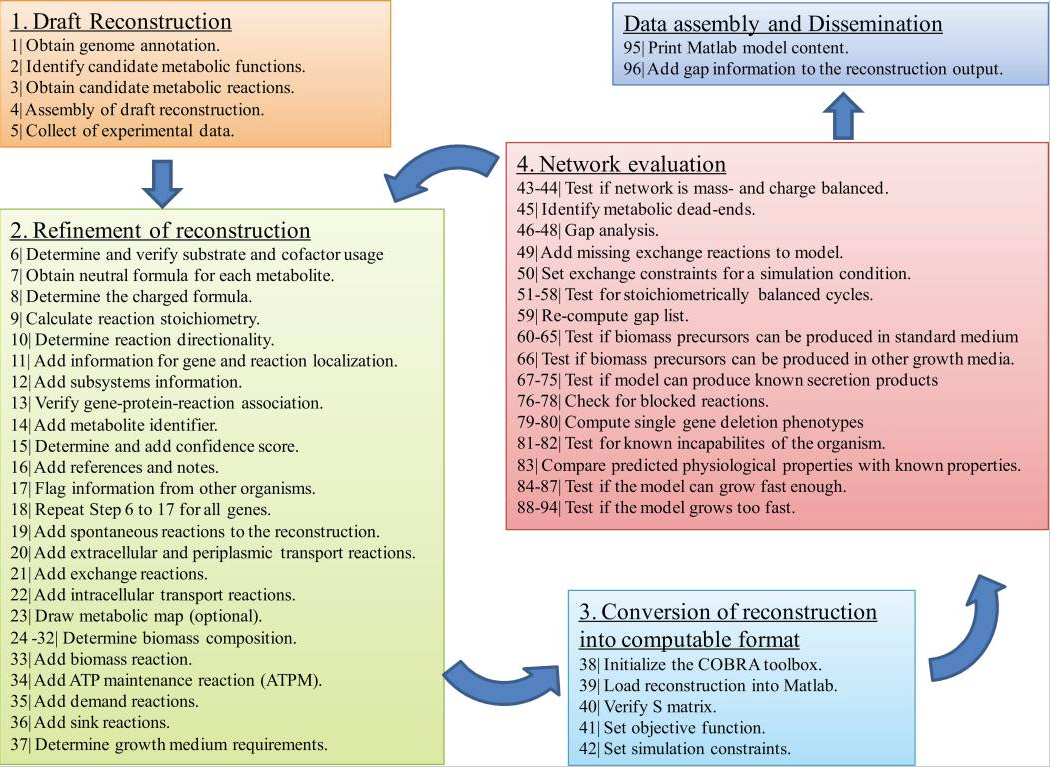 1. Draft Reconstruction
1| Obtain genome annotation.
2| Identify candidate metabolic functions.
3| Obtain candidate metabolic reactions.
4| Assembly of draft reconstruction.
5| Collect of experimental data.
2. Refinement of reconstruction
6| Determine and verify substrate and cofactor usage
7| Obtain neutral formula for each metabolite.
8| Determine the charged formula.
9| Calculate reaction stoichiometry.
10| Determine reaction directionality.
11| Add information for gene and reaction localization.
12| Add subsystems information.
13| Verify gene-protein-reaction association.
14| Add metabolite identifier.
15| Determine and add confidence score.
16| Add references and notes.
17| Flag information from other organisms.
18| Repeat Step 6 to 17 for all genes.
19| Add spontaneous reactions to the reconstruction.
20| Add extracellular and periplasmic transport reactions.
21| Add exchange reactions.
22| Add intracellular transport reactions.
23| Draw metabolic map (optional).
24 -32| Determine biomass composition.
33| Add biomass reaction.
34| Add ATP maintenance reaction (ATPM).
35| Add demand reactions.
36| Add sink reactions.
37| Determine growth medium requirements.
3. Conversion of reconstruction
into computable format
38| Initialize the COBRA toolbox.
39| Load reconstruction into Matlab.
40| Verify S matrix.
41| Set objective function.
42| Set simulation constraints.
4. Network evaluation
43-44| Test if network is mass- and charge balanced.
45| Identify metabolic dead-ends.
46-48| Gap analysis.
49| Add missing exchange reactions to model.
50| Set exchange constraints for a simulation condition.
51-58| Test for stoichiometrically balanced cycles.
59| Re-compute gap list.
60-65| Test if biomass precursors can be produced in standard medium
66| Test if biomass precursors can be produced in other growth media.
67-75| Test if model can produce known secretion products
76-78| Check for blocked reactions.
79-80| Compute single gene deletion phenotypes
81-82| Test for known incapabilites of the organism.
83| Compare predicted physiological properties with known properties.
84-87| Test if the model can grow fast enough.
88-94| Test if the model grows too fast.
Data assembly and Dissemination
95| Print Matlab model content.
96| Add gap information to the reconstruction output.